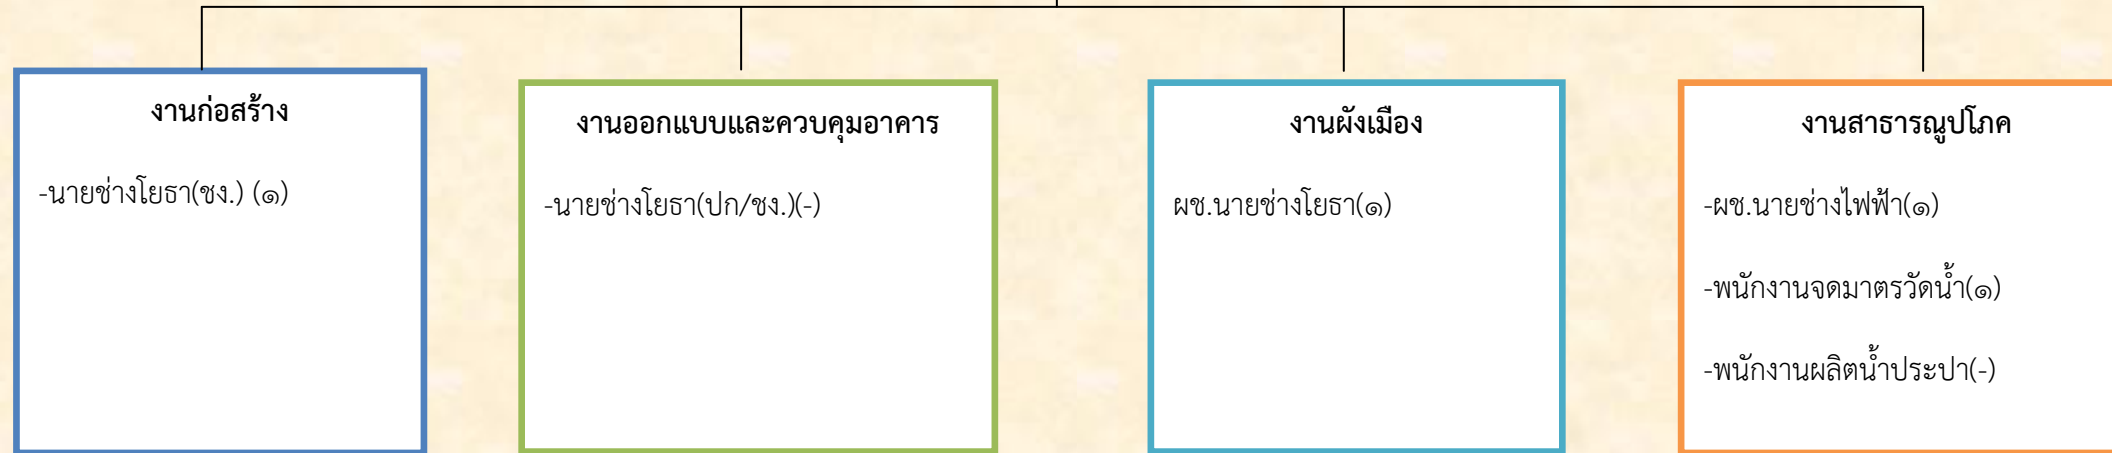 งานก่อสร้าง
-นายช่างโยธา(ชง.) (๑)
งานออกแบบและควบคุมอาคาร
-นายช่างโยธา(ปก/ชง.)(-)
งานผังเมือง
ผช.นายช่างโยธา(๑)
งานสาธารณูปโภค
-ผช.นายช่างไฟฟ้า(๑)
-พนักงานจดมาตรวัดน้ำ(๑)
-พนักงานผลิตน้ำประปา(-)